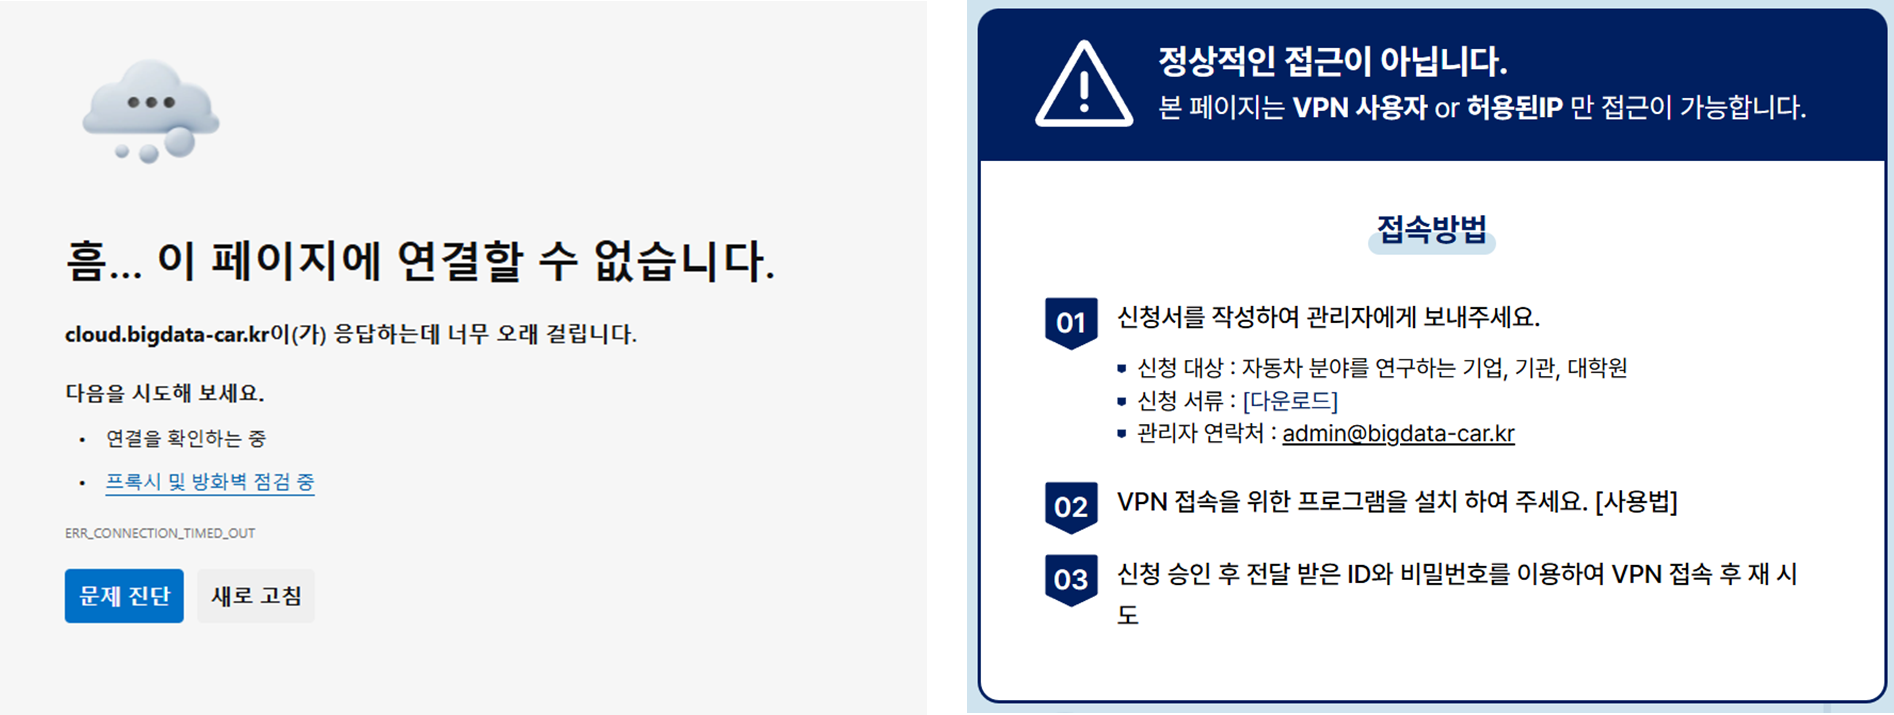 흠... 이 페이지에 연결할 수 없습니다.
cloud.bigdata-car.kr이(가) 응답하는데 너무 오래 걸립니다.
다음을 시도해 보세요.
• 연결을 확인하는 중
• 프록시 및 방화벽 점검 중
ERR_CONNECTION_TIMED_OUT
문제 진단 새로 고침
정상적인 접근이 아닙니다.
본 페이지는 VPN 사용자 or 허용된IP 만 접근이 가능합니다.
접속방법
01 신청서를 작성하여 관리자에게 보내주세요.
신청 대상 : 자동차 분야를 연구하는 기업, 기관, 대학원
신청 서류 : [다운로드]
관리자 연락처 : admin@bigdata-car.kr
02 VPN 접속을 위한 프로그램을 설치 하여 주세요. [사용법]
03 신청 승인 후 전달 받은 ID와 비밀번호를 이용하여 VPN 접속 후 재 시
도